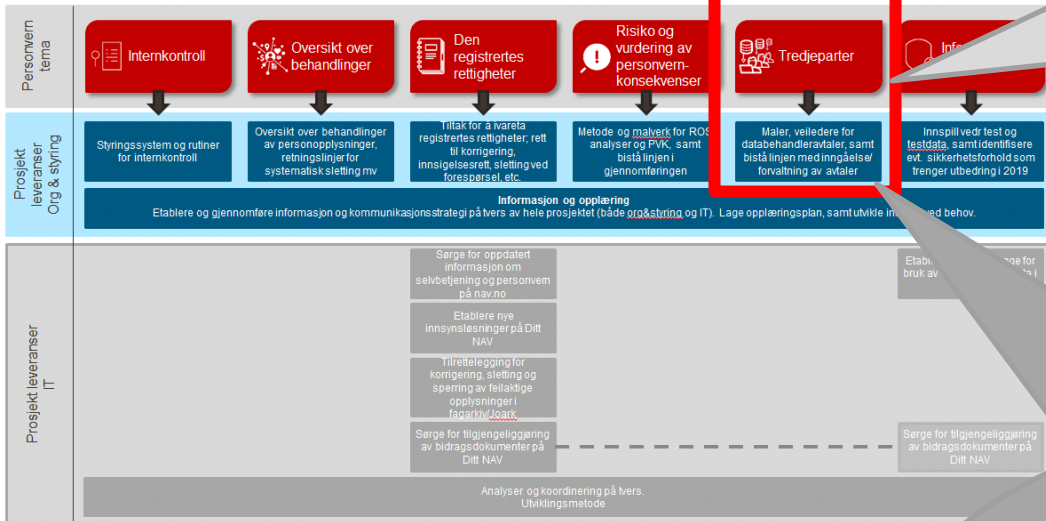 Personvern
tema
Internkontroll
Oversikt over
behandlinger
Den
registrertes
rettigheter
Risiko og
vurdering av
personvern-
konsekvenser
Tredjeparter
Prosjekt
leveranser
Org & styring
Styringssystem og rutiner
for internkontroll
Oversikt over behandlinger
av personopplysninger,
retningslinjer for
systematisk sletting mv
Tiltak for å ivareta
registrertes rettigheter; rett
til korrigering,
innsigelsesrett, sletting ved
forespørsel, etc.
Metode og malverk for ROS
analyser og PVK, samt
bistå linjen i
gjennomføringen
Maler, veiledere for
databehandleravtaler, samt
bistå linjen med inngåelse/
forvaltning av avtaler
Innspill vedr test og
testdata, samt identifisere
evt. sikkerhetsforhold som
trenger utbedring i 2019
Informasjon og opplæring
Etablere og gjennomføre informasjon og kommunikasjonsstrategi på tvers av hele prosjektet (både org&styring og IT). Lage opplæringsplan, samt utvikle ved behov.
Prosjekt leveranser
IT
Sørge for oppdatert
informasjon om
selvbetjening og personvern
på nav.no
for
bruk av i
Etablere nye
innsynsløsninger på Ditt
NAV
Tilrettelegging for
korrigering, sletting og
sperring av feilaktige
opplysninger i
fagarkiv/Joark
Sørge for tilgjengeliggjøring
av bidragsdokumenter på
Ditt NAV
Sørge for tilgjengeliggjøring
av bidragsdokumenter på
Ditt NAV
Analyser og koordinering på tvers.
Utviklingsmetode